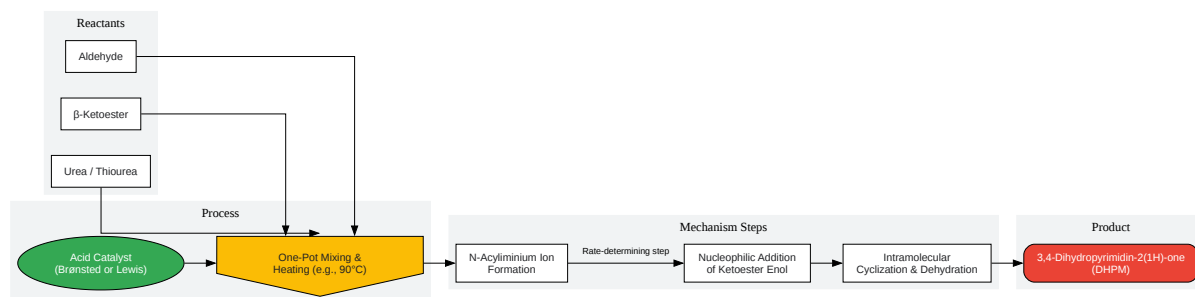 Reactants
Aldehyde
β-Ketoester
Urea / Thiourea
Process
Acid Catalyst
(Brønsted or Lewis)
One-Pot Mixing &
Heating (e.g., 90°C)
Mechanism Steps
N-Acyliminium Ion
Formation
Rate-determining step
Nucleophilic Addition
of Ketoester Enol
Intramolecular
Cyclization & Dehydration
Product
3,4-Dihydropyrimidin-2(1H)-one
(DHPM)